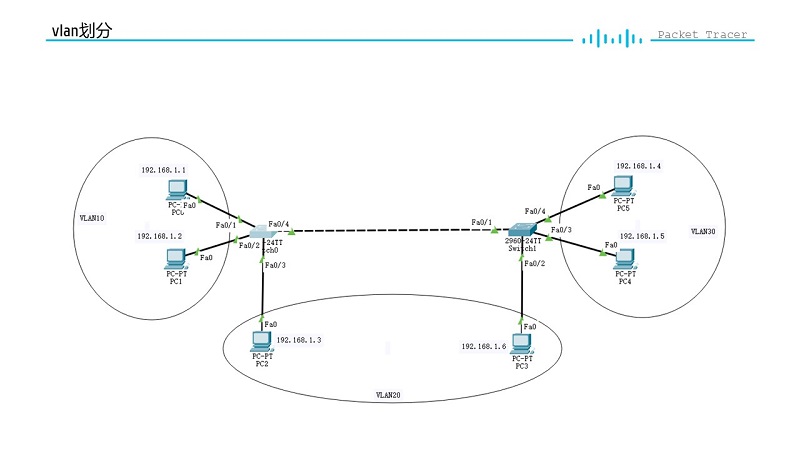 vlan划分
Packet Tracer
192.168.1.1
PC-
Fa0
PC0
VLAN10
Fa0/1
Fa0/4
192.168.1.2
Fa0/2
-24TT
Fa0
PC-PT
PC1
Fa0/3
Fa0
192.168.1.3
PC-PT
PC2
Fa0/1
2960-24TT
Switch1
Fa0/4
Fa0/3
Fa0/2
192.168.1.4
Fa0
PC-PT
PC5
192.168.1.5
VLAN30
Fa0
PC-PT
PC4
Fa0
192.168.1.6
PC-PT
PC3
VLAN20